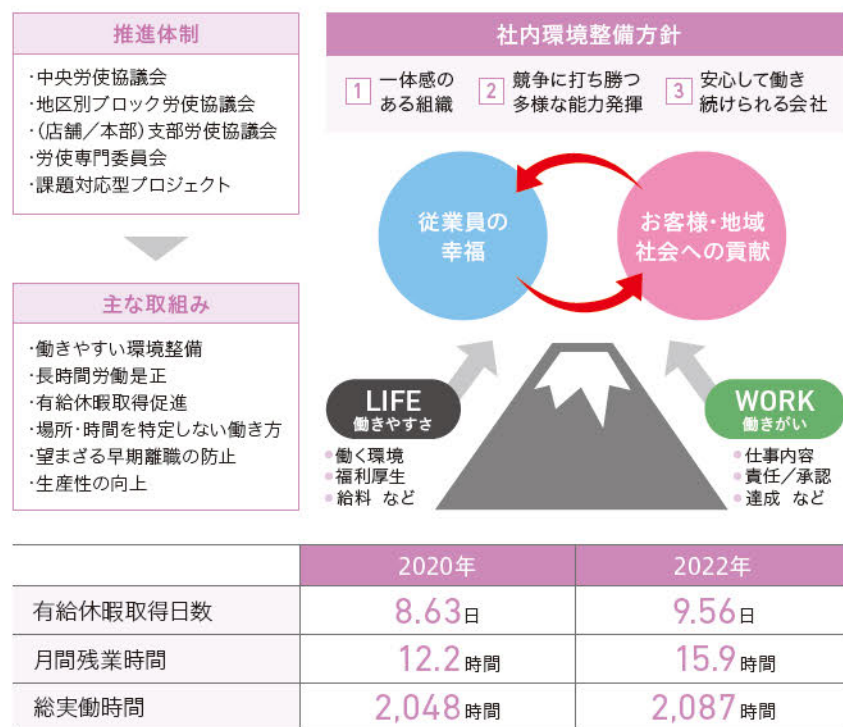 推進体制
・中央労使協議会
・地区別ブロック労使協議会
・(店舗／本部)支部労使協議会
・労使専門委員会
・課題対応型プロジェクト
主な取組み
・働きやすい環境整備
・長時間労働是正
・有給休暇取得促進
・場所・時間を特定しない働き方
・望まざる早期離職の防止
・生産性の向上
社内環境整備方針
1 一体感の
ある組織
2 競争に打ち勝つ
多様な能力発揮
3 安心して働き
続けられる会社
従業員の
幸福
お客様・地域
社会への貢献
LIFE
働きやすさ
●働く環境
●福利厚生
●給料 など
WORK
働きがい
●仕事内容
●責任／承認
●達成 など
2020年 2022年
有給休暇取得日数 8.63日 9.56日
月間残業時間 12.2時間 15.9時間
総実働時間 2,048時間 2,087時間